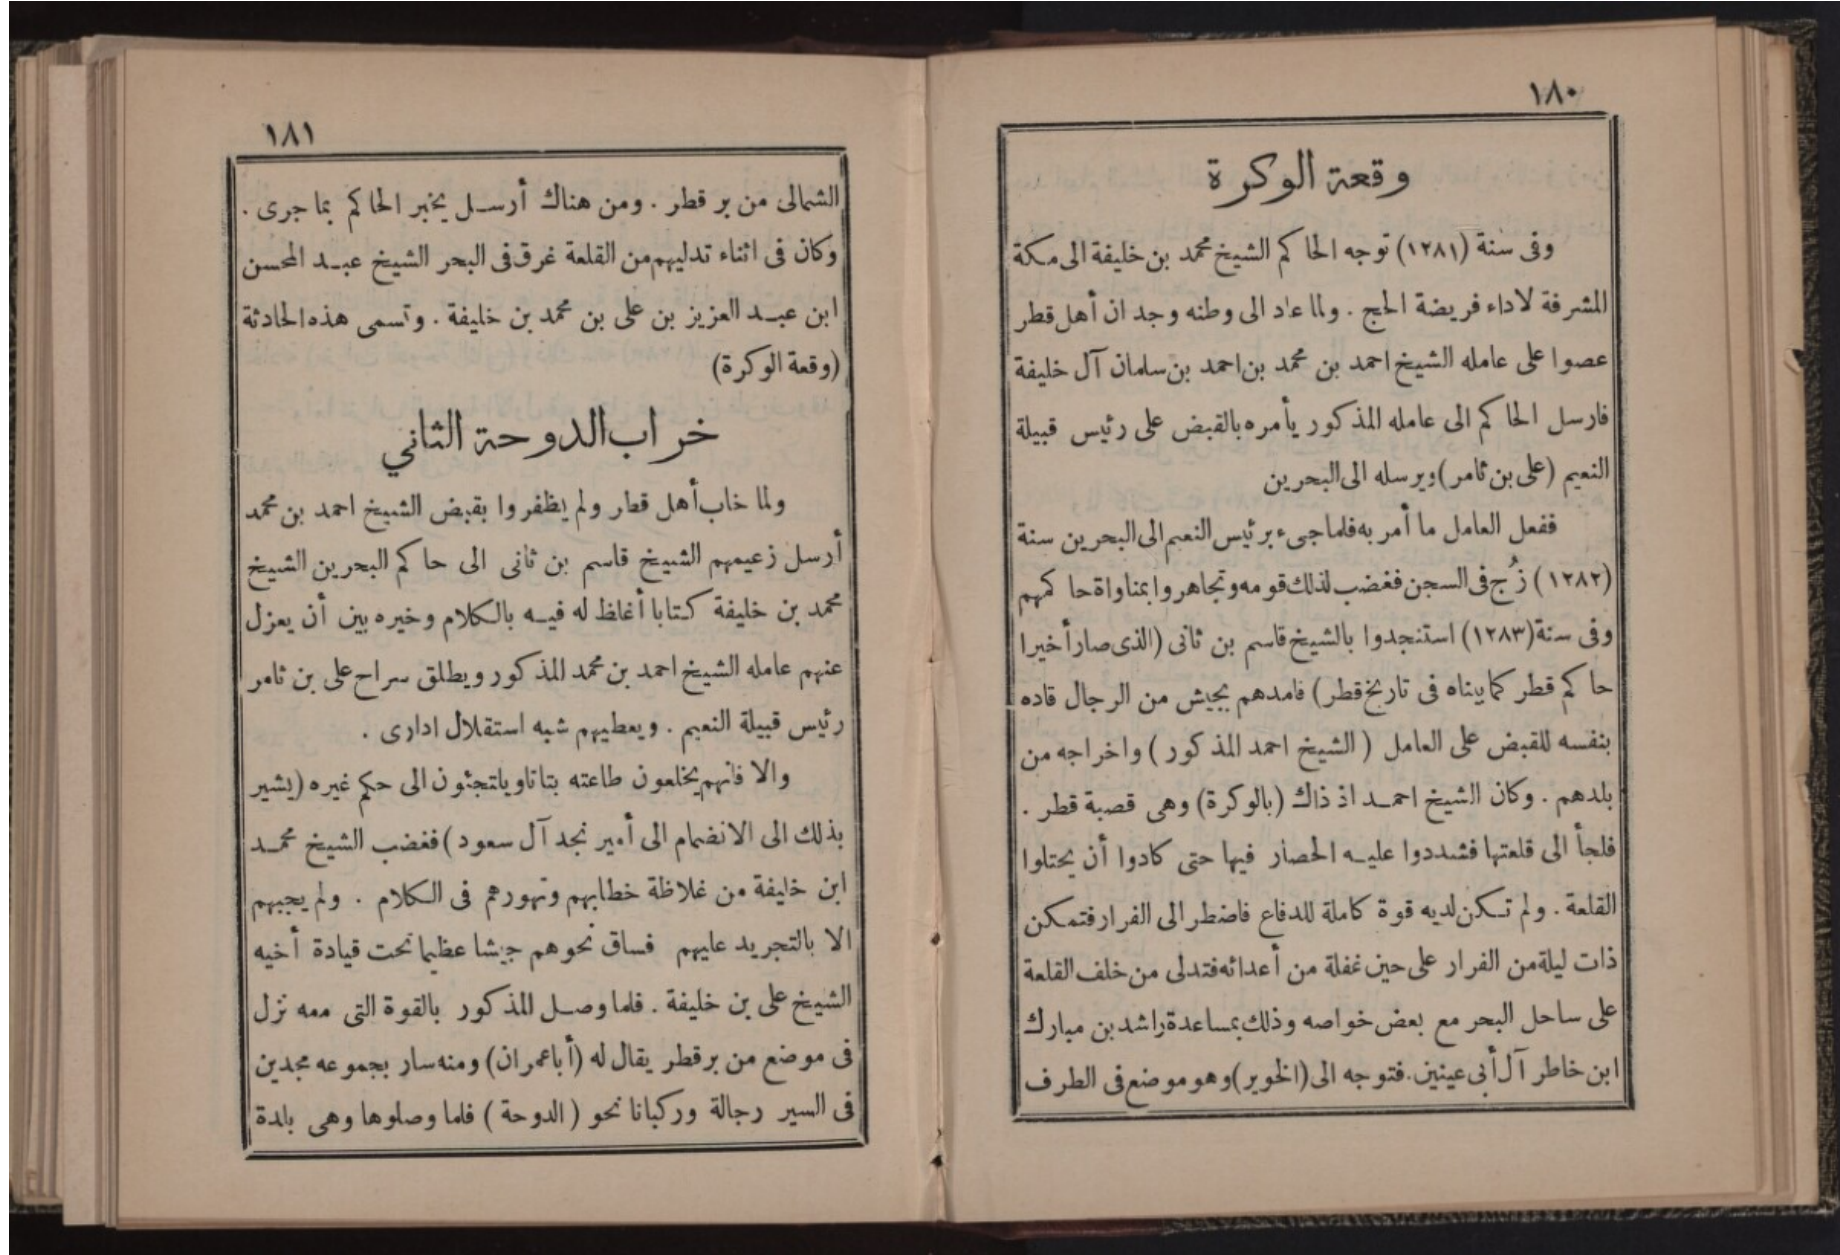 ١٨٠
وقعة الوكرة
وفى سنة (١٢٨١) توجه الحاكم الشيخ محمد بن خليفة الى مكة
المشرفة لاداء فريضة الحج . ولما عاد الى وطنه وجد ان أهل قطر
عصوا على عامله الشيخ احمد بن محمد بن احمد بن سلمان آل خليفة
فارسل الحاكم الى عامله المذكور يأمره بالقبض على رئيس قبيلة
النعيم (على بن ثامر) ويرسله الى البحرين
ففعل العامل ما أمر به فلما جىء برئيس النعيم الى البحرين سنة
(١٢٨٢) زُج فى السجن فغضب لذلك قومه وتجاهروا بمناواة حاكمهم
وفى سنة (١٢٨٣) استنجدوا بالشيخ قاسم بن ثانى (الذى صار أخيرا
حاكم قطر كما بيناه فى تاريخ قطر) فامدهم بجيش من الرجال قاده
بنفسه للقبض على العامل ( الشيخ احمد المذكور ) واخراجه من
بلدهم . وكان الشيخ احمد اذ ذاك (بالوكرة) وهى قصبة قطر .
فلجأ الى قلعتها فشددوا عليه الحصار فيها حتى كادوا أن يحتلوا
القلعة . ولم تكن لديه قوة كاملة للدفاع فاضطر الى الفرار فتمكن
ذات ليلة من الفرار على حين غفلة من أعدائه فتدلى من خلف القلعة
على ساحل البحر مع بعض خواصه وذلك بمساعدة راشد بن مبارك
ابن خاطر آل أبى عينين. فتوجه الى (الخوير) وهو موضع فى الطرف
١٨١
الشمالى من بر قطر . ومن هناك أرسل يخبر الحاكم بما جرى .
وكان فى اثناء تدليهم من القلعة غرق فى البحر الشيخ عبد المحسن
ابن عبد العزيز بن على بن محمد بن خليفة . وتسمى هذه الحادثة
(وقعة الوكرة)
خراب الدوحة الثاني
ولما خاب أهل قطر ولم يظفروا بقبض الشيخ احمد بن محمد
أرسل زعيمهم الشيخ قاسم بن ثانى الى حاكم البحرين الشيخ
محمد بن خليفة كتابا أغاظ له فيه بالكلام وخيره بين أن يعزل
عنهم عامله الشيخ احمد بن محمد المذكور ويطلق سراح على بن ثامر
رئيس قبيلة النعيم . ويعطيهم شبه استقلال ادارى .
والا فانهم يخلعون طاعته بتاتا ويلتجئون الى حكم غيره (يشير
بذلك الى الانضمام الى أمير نجد آل سعود) فغضب الشيخ محمد
ابن خليفة من غلاظة خطابهم وتهورهم فى الكلام . ولم يجبهم
الا بالتجريد عليهم فساق نحوهم جيشا عظيما تحت قيادة أخيه
الشيخ على بن خليفة . فلما وصل المذكور بالقوة التى معه نزل
فى موضع من بر قطر يقال له (أباعمران) ومنه سار بجموعه مجدين
فى السير رجالة وركبانا نحو (الدوحة) فلما وصلوها وهى بلدة